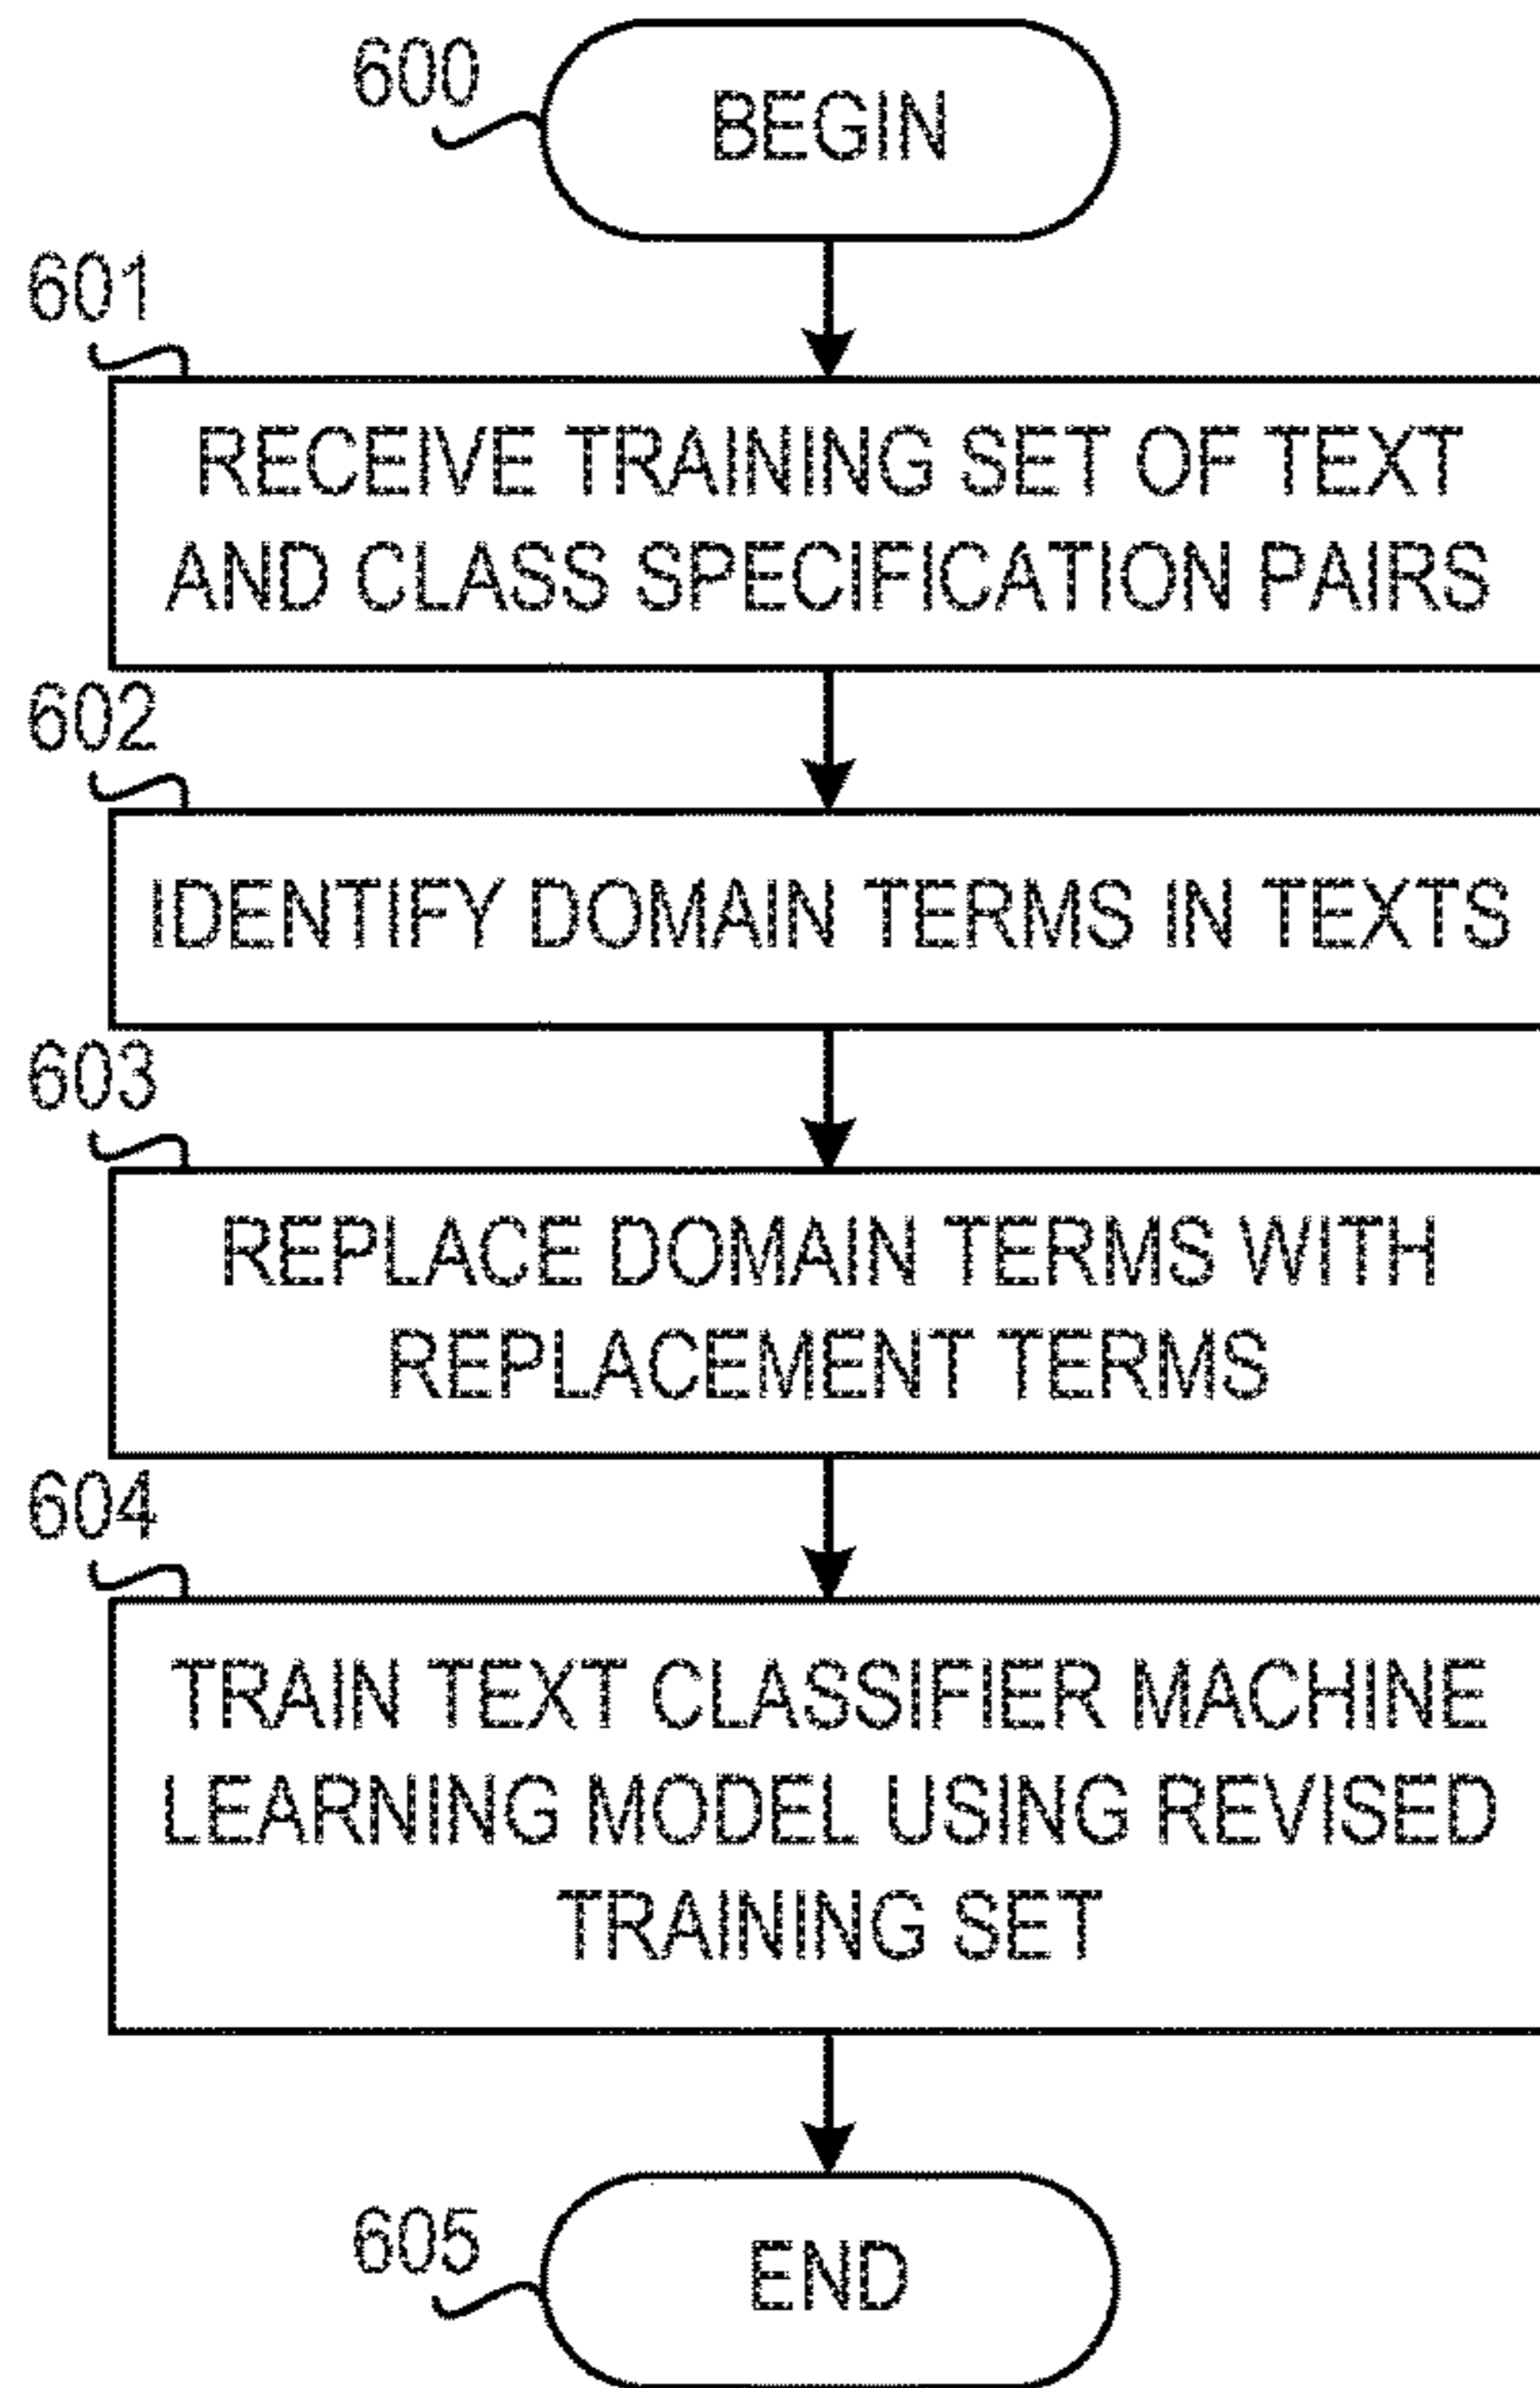 600
BEGIN
601
RECEIVE TRAINING SET OF TEXT
AND CLASS SPECIFICATION PAIRS
602
IDENTIFY DOMAIN TERMS IN TEXTS
603
REPLACE DOMAIN TERMS WITH
REPLACEMENT TERMS
604
TRAIN TEXT CLASSIFIER MACHINE
LEARNING MODEL USING REVISED
TRAINING SET
605
END